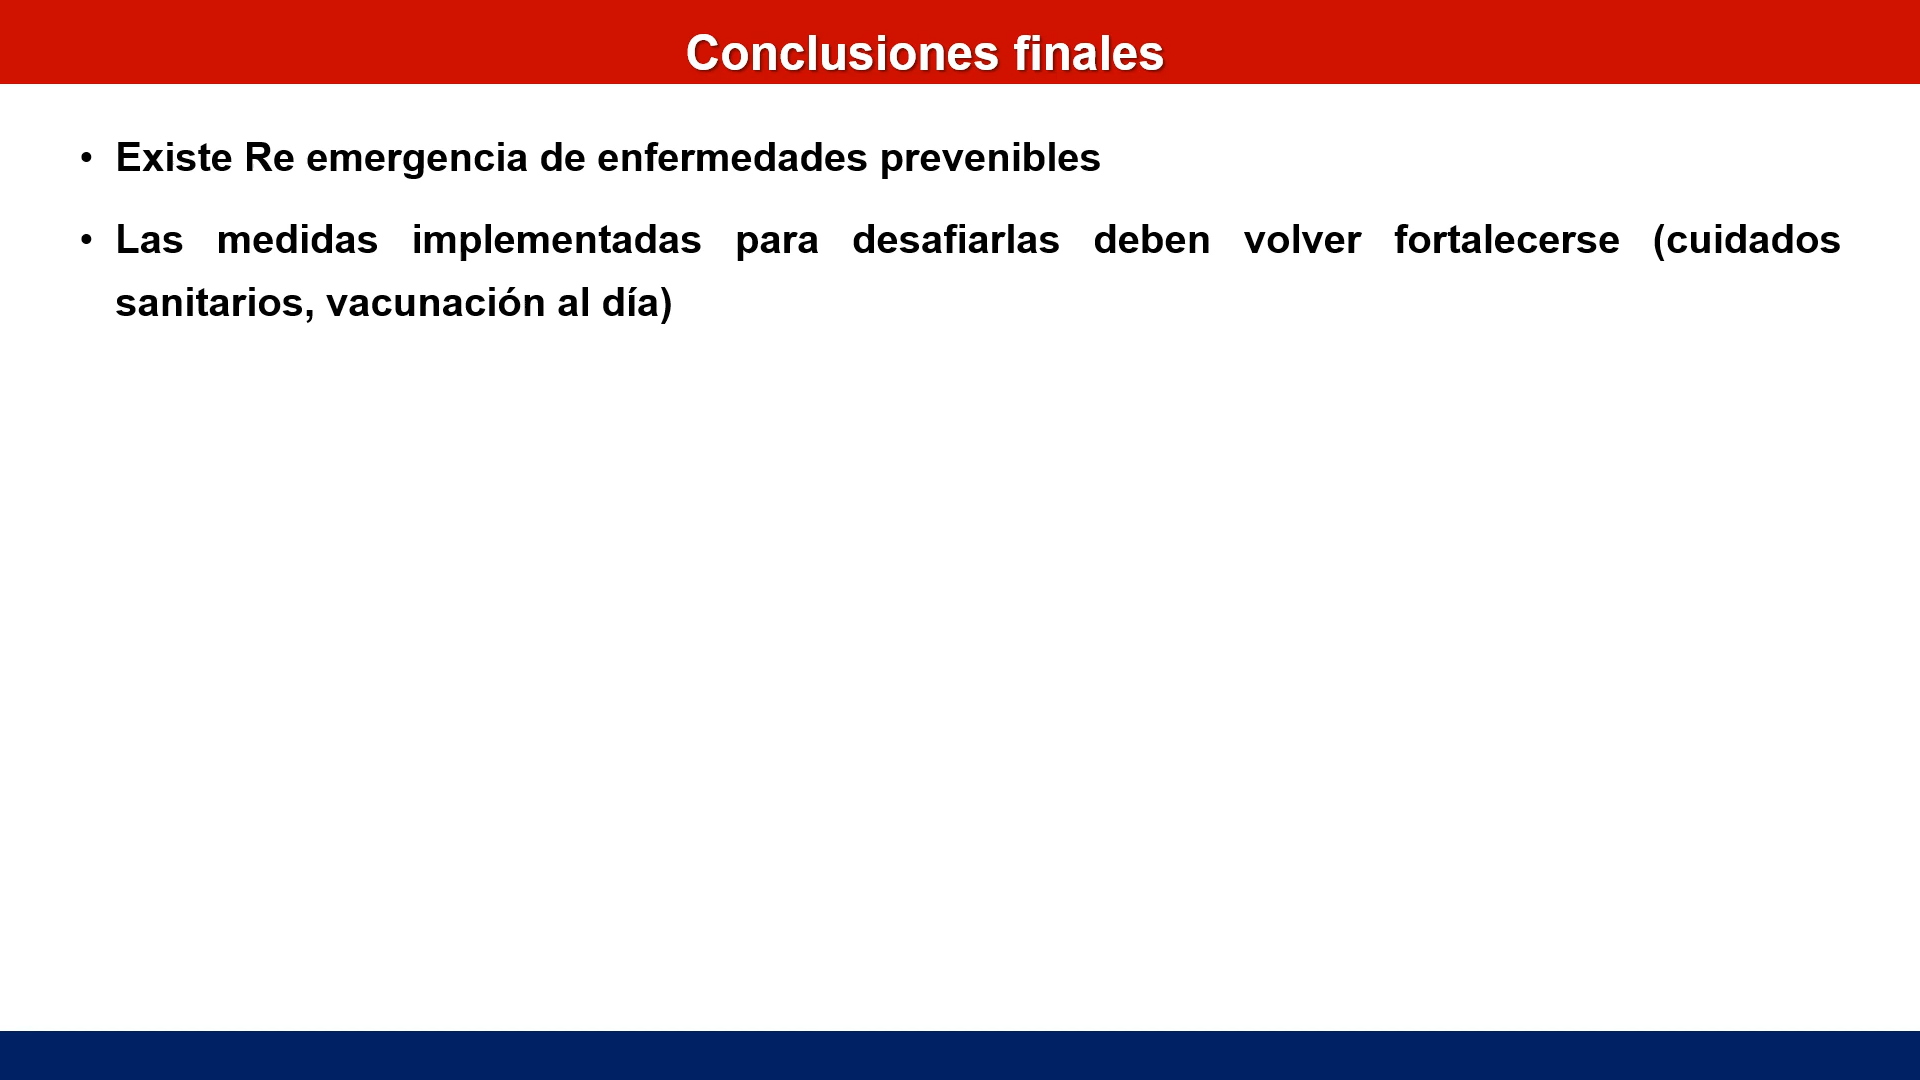 Conclusiones finales
• Existe Re emergencia de enfermedades prevenibles
• Las medidas implementadas para desafiarlas deben volver fortalecerse (cuidados
sanitarios, vacunación al día)